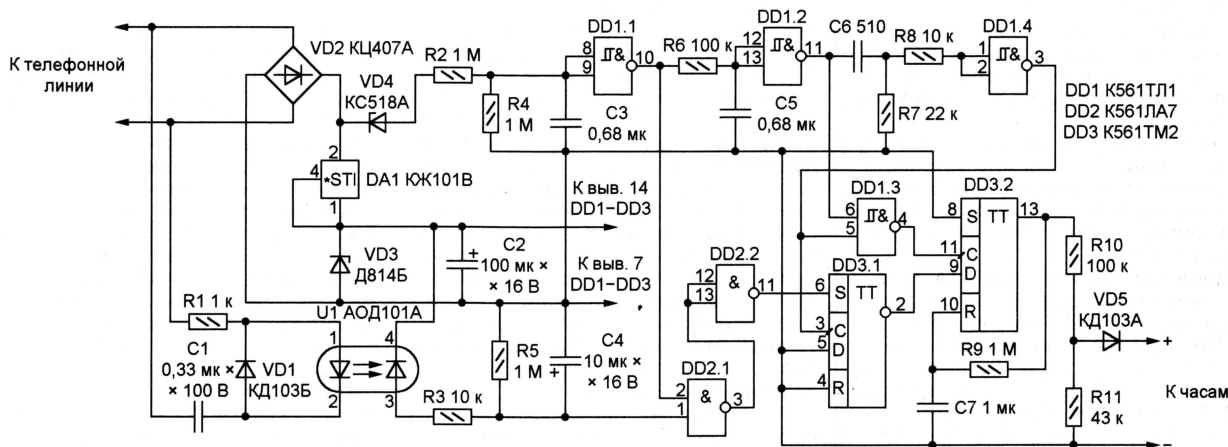 К телефонной
линии
VD2 КЦ407А
VD4
КС518А
R2 1 М
R4
1 М
DD1.1
8
9
10
C3
0,68 мк
R6 100 к
DD1.2
12
13
11
C5
0,68 мк
C6 510
R8 10 к
R7 22 к
DD1.4
1
2
3
DD1 К561ТЛ1
DD2 К561ЛА7
DD3 К561ТМ2
2
4
*STI
1
DA1 КЖ101В
VD3
Д814Б
+
C2
100 мк ×
× 16 В
К выв. 14
DD1–DD3
К выв. 7
DD1–DD3
DD1.3
6
5
&
4
DD3.2
8
11
9
10
S
C
D
R
TT
13
R10
100 к
VD5
КД103А
+
DD2.2
12
13
&
11
DD3.1
6
3
5
4
S
C
D
R
TT
2
R9 1 М
C7 1 мк
R11
43 к
К часам
–
R1 1 к
C1
0,33 мк ×
× 100 В
VD1
КД103Б
U1 АОД101А
1
4
2
3
R3 10 к
R5
1 М
+
C4
10 мк ×
× 16 В
DD2.1
2
1
&
3